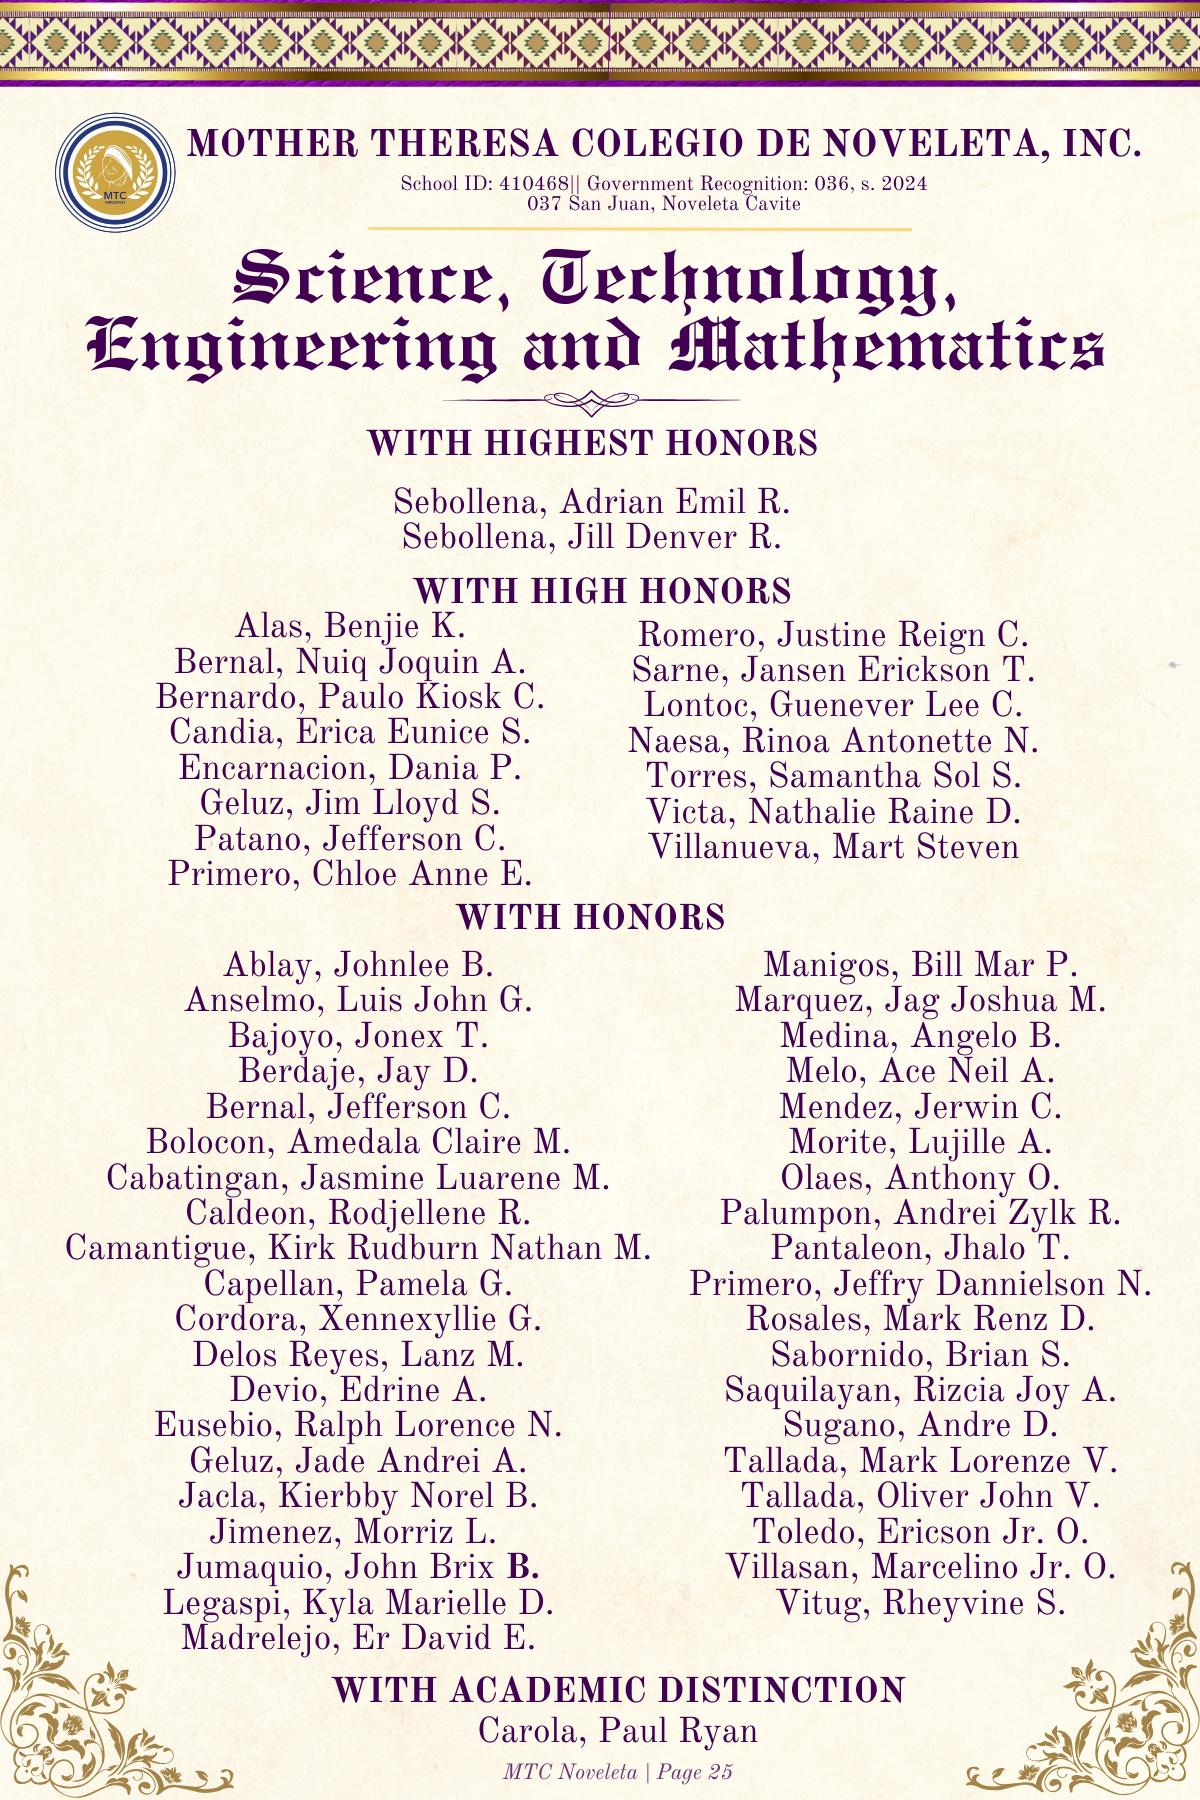 MTC
MOTHER THERESA COLEGIO DE NOVELETA, INC.
School ID: 410468|| Government Recognition: 036, s. 2024
037 San Juan, Noveleta Cavite
Science, Technology,
Engineering and Mathematics
WITH HIGHEST HONORS
Sebollena, Adrian Emil R.
Sebollena, Jill Denver R.
WITH HIGH HONORS
Alas, Benjie K.
Bernal, Nuiq Joquin A.
Bernardo, Paulo Kiosk C.
Candia, Erica Eunice S.
Encarnacion, Dania P.
Geluz, Jim Lloyd S.
Patano, Jefferson C.
Primero, Chloe Anne E.
Romero, Justine Reign C.
Sarne, Jansen Erickson T.
Lontoc, Guenever Lee C.
Naesa, Rinoa Antonette N.
Torres, Samantha Sol S.
Victa, Nathalie Raine D.
Villanueva, Mart Steven
WITH HONORS
Ablay, Johnlee B.
Anselmo, Luis John G.
Bajoyo, Jonex T.
Berdaje, Jay D.
Bernal, Jefferson C.
Bolocon, Amedala Claire M.
Cabatingan, Jasmine Luarene M.
Caldeon, Rodjellene R.
Camantigue, Kirk Rudburn Nathan M.
Capellan, Pamela G.
Cordora, Xennexyllie G.
Delos Reyes, Lanz M.
Devio, Edrine A.
Eusebio, Ralph Lorence N.
Geluz, Jade Andrei A.
Jacla, Kierbby Norel B.
Jimenez, Morriz L.
Jumaquio, John Brix B.
Legaspi, Kyla Marielle D.
Madrelejo, Er David E.
Manigos, Bill Mar P.
Marquez, Jag Joshua M.
Medina, Angelo B.
Melo, Ace Neil A.
Mendez, Jerwin C.
Morite, Lujille A.
Olaes, Anthony O.
Palumpon, Andrei Zylk R.
Pantaleon, Jhalo T.
Primero, Jeffry Dannielson N.
Rosales, Mark Renz D.
Sabornido, Brian S.
Saquilayan, Rizcia Joy A.
Sugano, Andre D.
Tallada, Mark Lorenze V.
Tallada, Oliver John V.
Toledo, Ericson Jr. O.
Villasan, Marcelino Jr. O.
Vitug, Rheyvine S.
WITH ACADEMIC DISTINCTION
Carola, Paul Ryan
MTC Noveleta | Page 25